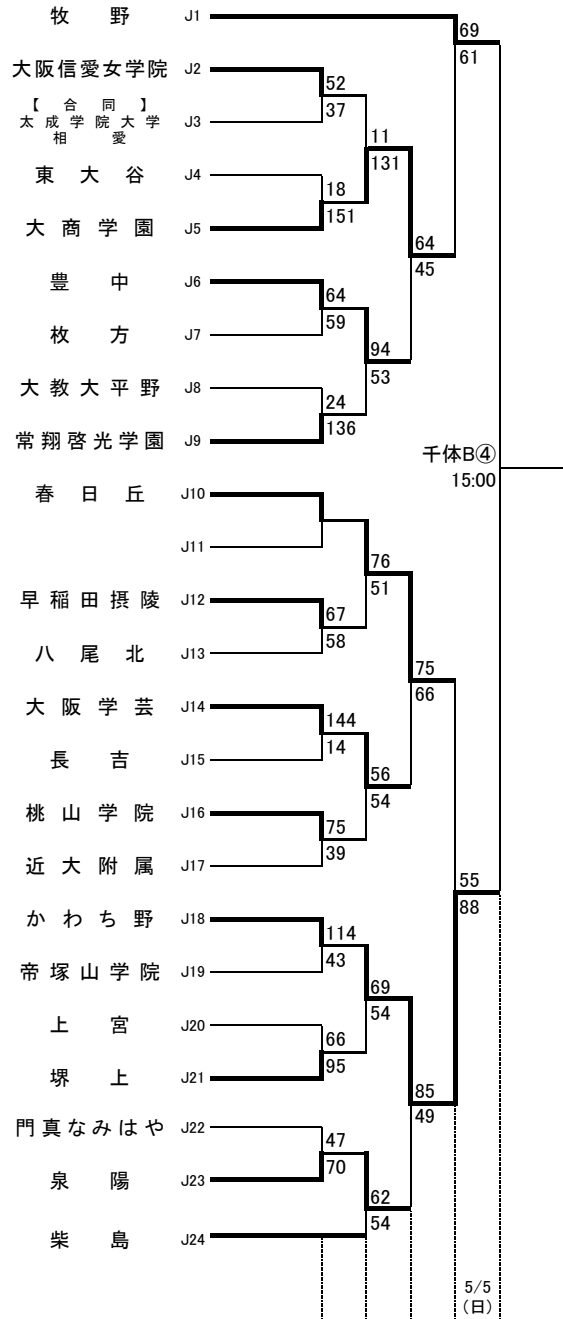 牧野 J1
69
61
大阪信愛女学院 J2
52
37
【合同】
太成学院大学
相愛
J3
11
131
東大谷 J4
18
151
大商学園 J5
64
45
豊中 J6
64
59
枚方 J7
94
53
大教大平野 J8
24
136
常翔啓光学園 J9
千体B④
15:00
春日丘 J10
J11
76
51
早稲田摂陵 J12
67
58
八尾北 J13
75
66
大阪学芸 J14
144
14
長吉 J15
56
54
桃山学院 J16
75
39
近大附属 J17
55
88
かわち野 J18
114
43
帝塚山学院 J19
69
54
上宮 J20
66
95
堺上 J21
85
49
門真なみはや J22
47
70
泉陽 J23
62
54
柴島 J24
5/5
(日)